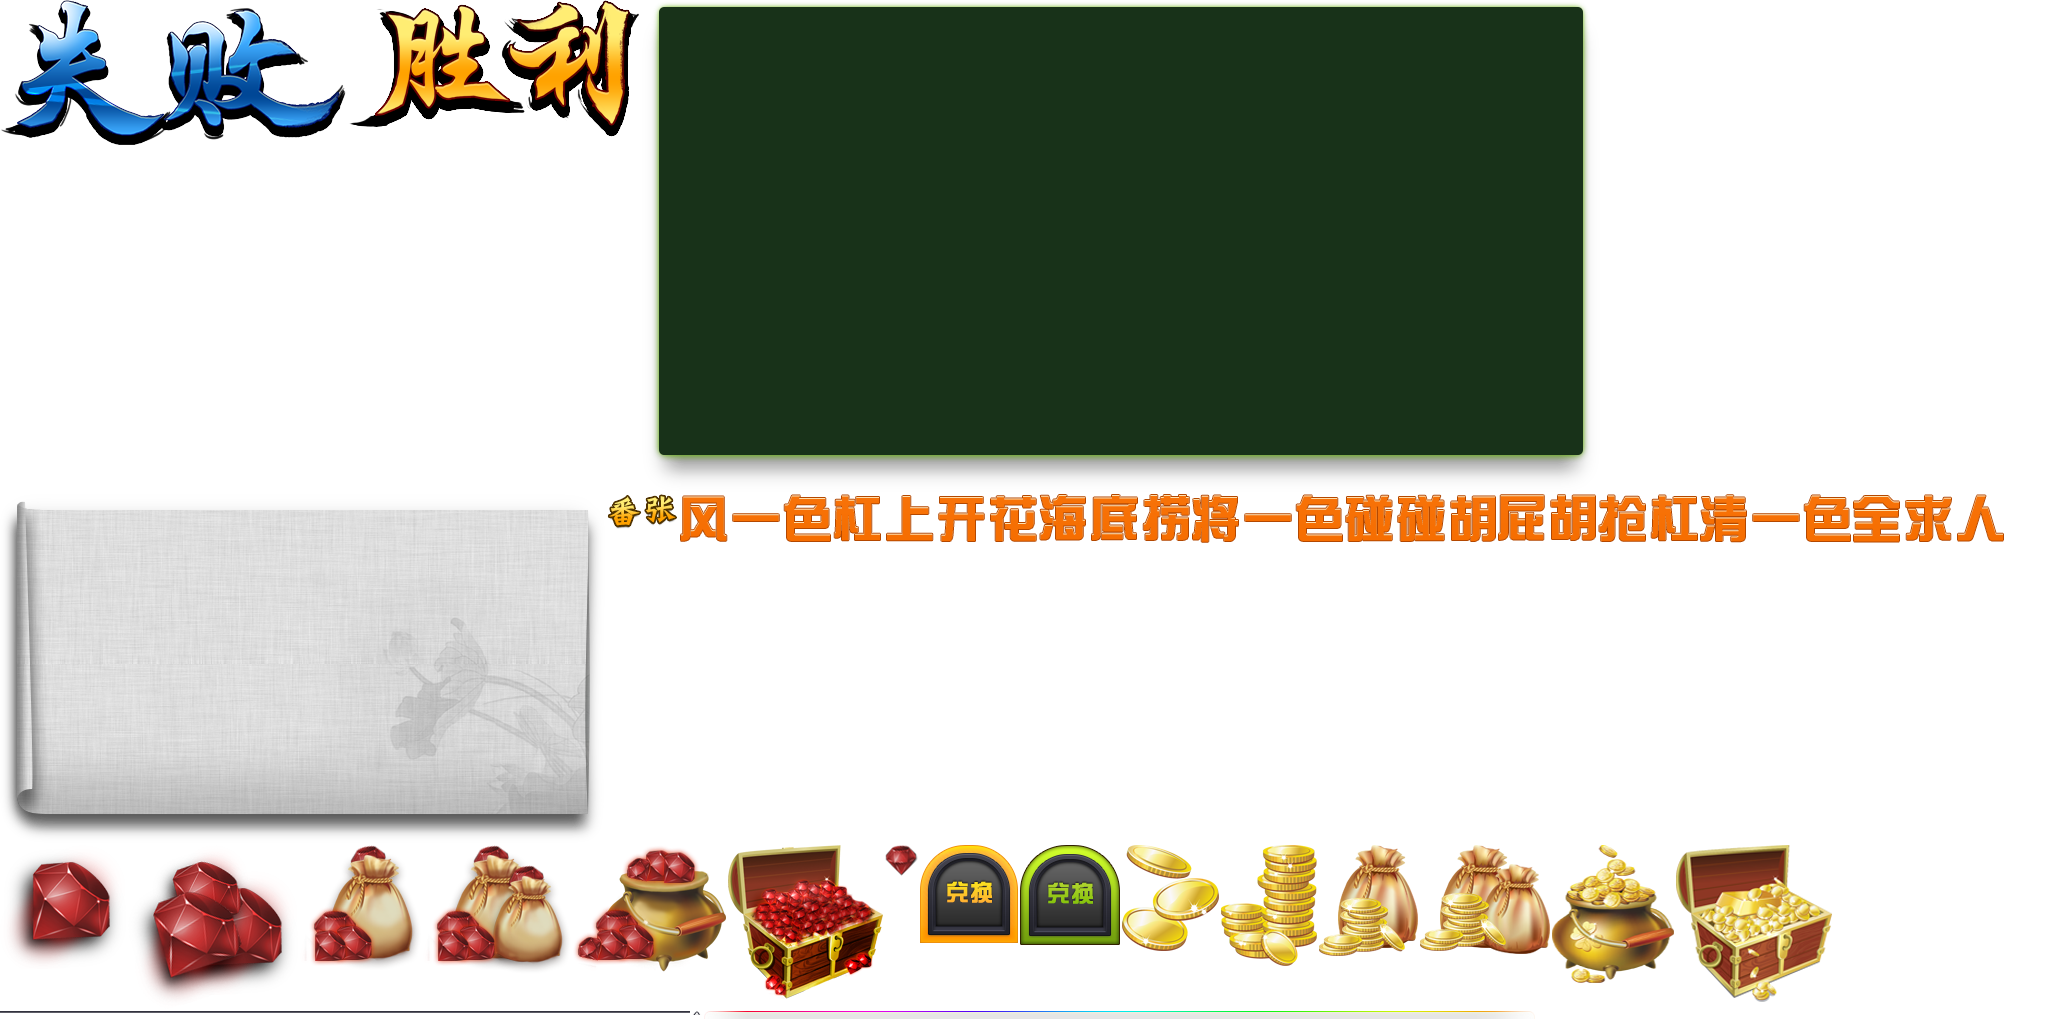 失败 胜利
番张风一色杠上开花海底捞将一色碰碰胡屁胡抢杠清一色全求人
兑换 兑换